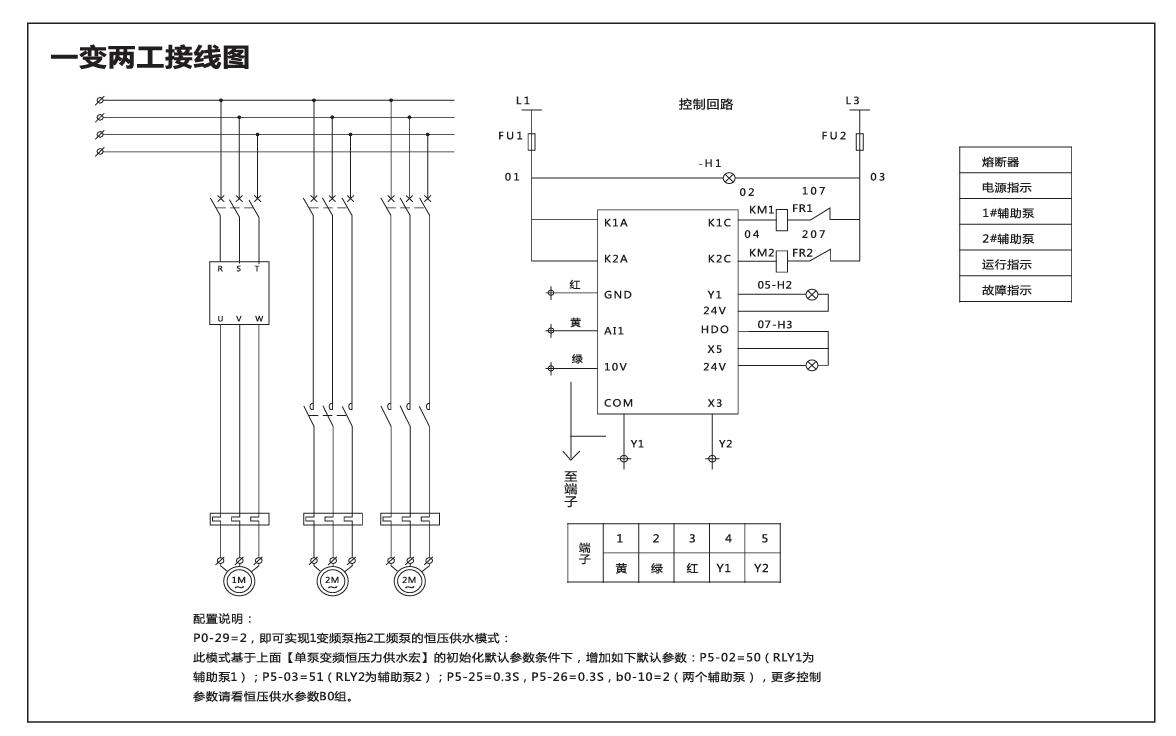 一变两工接线图
L1
控制回路
L3
FU1
FU2
-H1
01
03
02
107
KM1
FR1
04
207
KM2
FR2
K1A
K1C
K2A
K2C
红
GND
Y1
05-H2
24V
黄
AI1
HDO
07-H3
X5
绿
10V
24V
COM
X3
Y1
Y2
至端子
熔断器
电源指示
1#辅助泵
2#辅助泵
运行指示
故障指示
R S T
U V W
1M
2M
2M
端子 1 2 3 4 5
黄 绿 红 Y1 Y2
配置说明：
P0-29=2，即可实现1变频泵拖2工频泵的恒压供水模式：
此模式基于上面【单泵变频恒压力供水宏】的初始化默认参数条件下，增加如下默认参数：P5-02=50（RLY1为
辅助泵1）；P5-03=51（RLY2为辅助泵2）；P5-25=0.3S，P5-26=0.3S，b0-10=2（两个辅助泵），更多控制
参数请看恒压供水参数B0组。